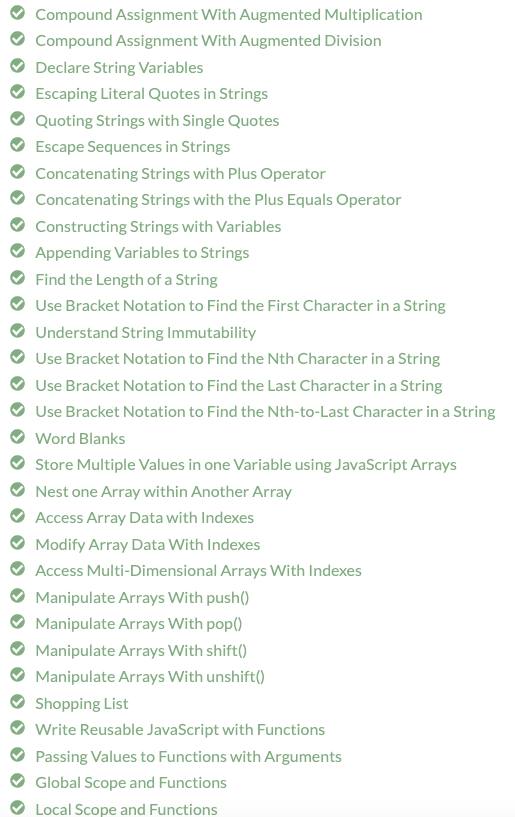 Compound Assignment With Augmented Multiplication
Compound Assignment With Augmented Division
Declare String Variables
Escaping Literal Quotes in Strings
Quoting Strings with Single Quotes
Escape Sequences in Strings
Concatenating Strings with Plus Operator
Concatenating Strings with the Plus Equals Operator
Constructing Strings with Variables
Appending Variables to Strings
Find the Length of a String
Use Bracket Notation to Find the First Character in a String
Understand String Immutability
Use Bracket Notation to Find the Nth Character in a String
Use Bracket Notation to Find the Last Character in a String
Use Bracket Notation to Find the Nth-to-Last Character in a String
Word Blanks
Store Multiple Values in one Variable using JavaScript Arrays
Nest one Array within Another Array
Access Array Data with Indexes
Modify Array Data With Indexes
Access Multi-Dimensional Arrays With Indexes
Manipulate Arrays With push()
Manipulate Arrays With pop()
Manipulate Arrays With shift()
Manipulate Arrays With unshift()
Shopping List
Write Reusable JavaScript with Functions
Passing Values to Functions with Arguments
Global Scope and Functions
Local Scope and Functions